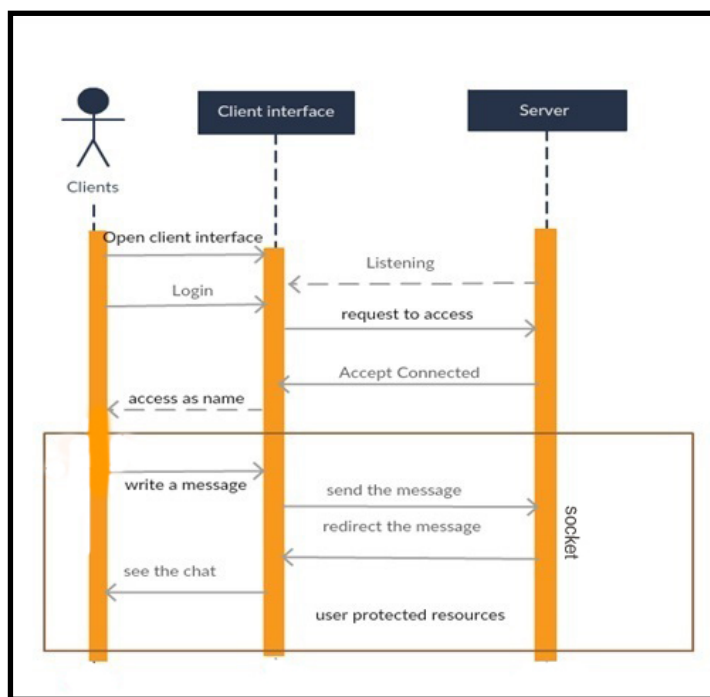 Client interface
Server
Clients
Open client interface
Listening
Login
request to access
Accept Connected
access as name
write a message
send the message
redirect the message
socket
see the chat
user protected resources